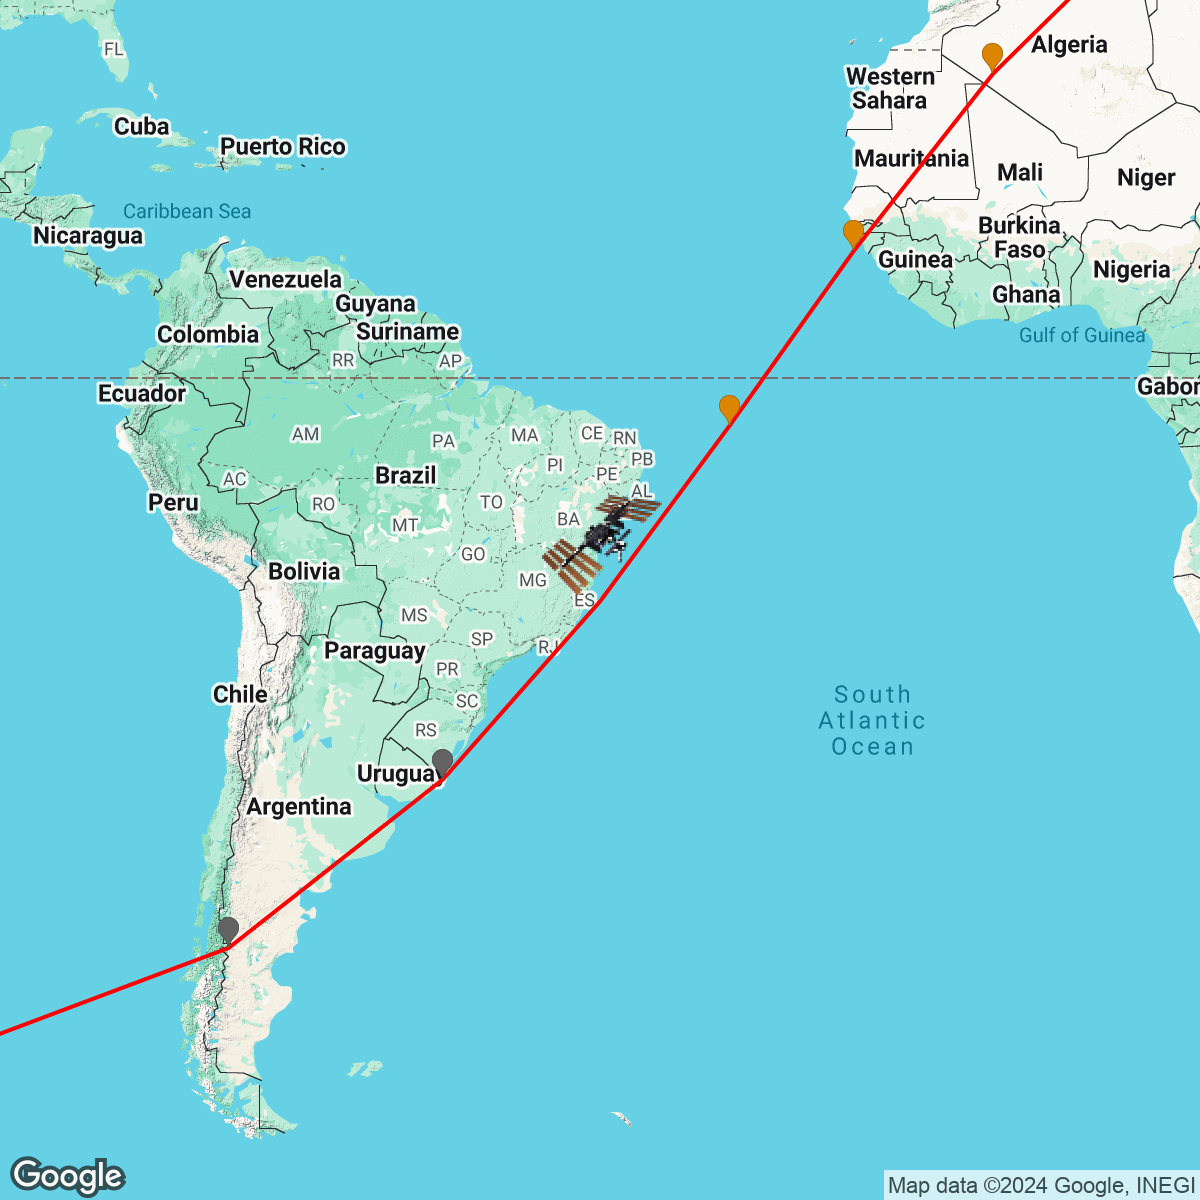 FL
Algeria
Western
Sahara
Cuba
Puerto Rico
Mauritania
Mali
Niger
Caribbean Sea
Nicaragua
Burkina
Faso
Guinea
Nigeria
Venezuela
Guyana
Ghana
Colombia
Suriname
Gulf of Guinea
RR
AP
Ecuador
Gabon
AM
PA
MA
CE
RN
PI
PB
Brazil
PE
AC
AL
Peru
RO
TO
MT
BA
GO
Bolivia
MG
ES
MS
SP
RJ
Paraguay
PR
Chile
SC
South
Atlantic
Ocean
RS
Uruguay
Argentina
Google
Map data ©2024 Google, INEGI